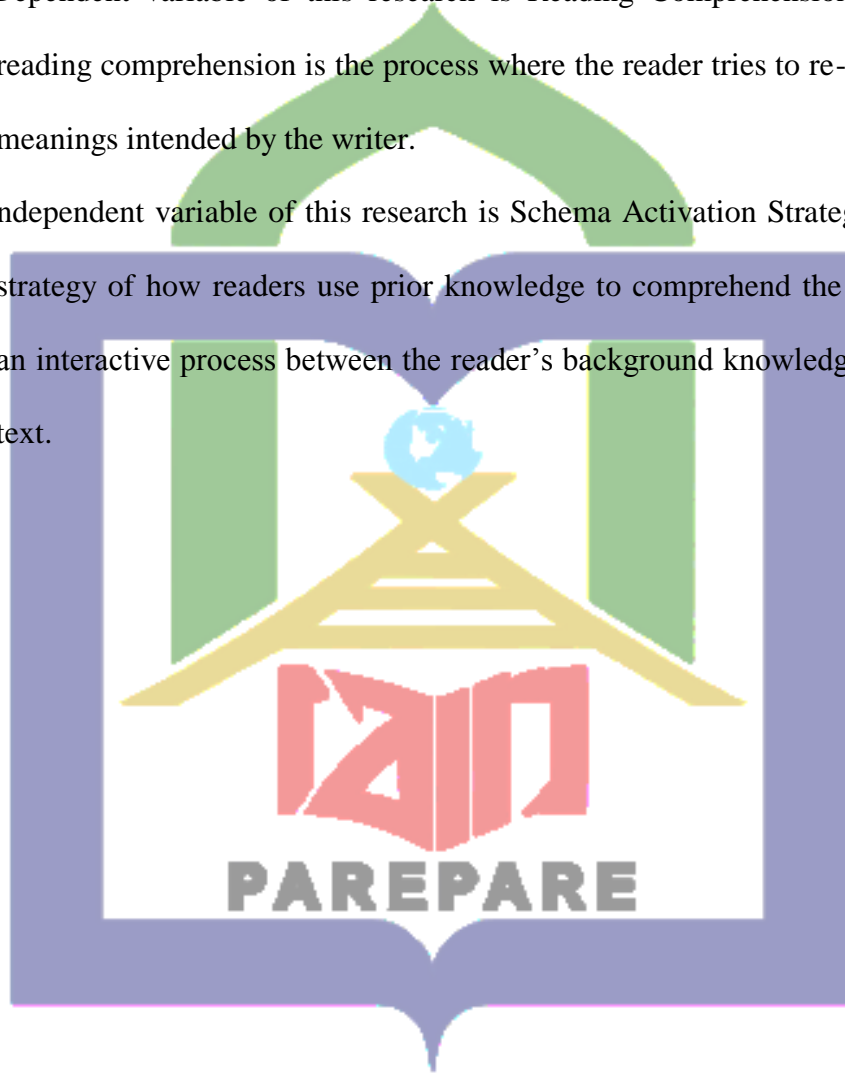 Dependent variable of this research is Reading Comprehension
reading comprehension is the process where the reader tries to re-
meanings intended by the writer.
ndependent variable of this research is Schema Activation Strateg
strategy of how readers use prior knowledge to comprehend the
an interactive process between the reader's background knowledg
text.
iain
PAREPARE